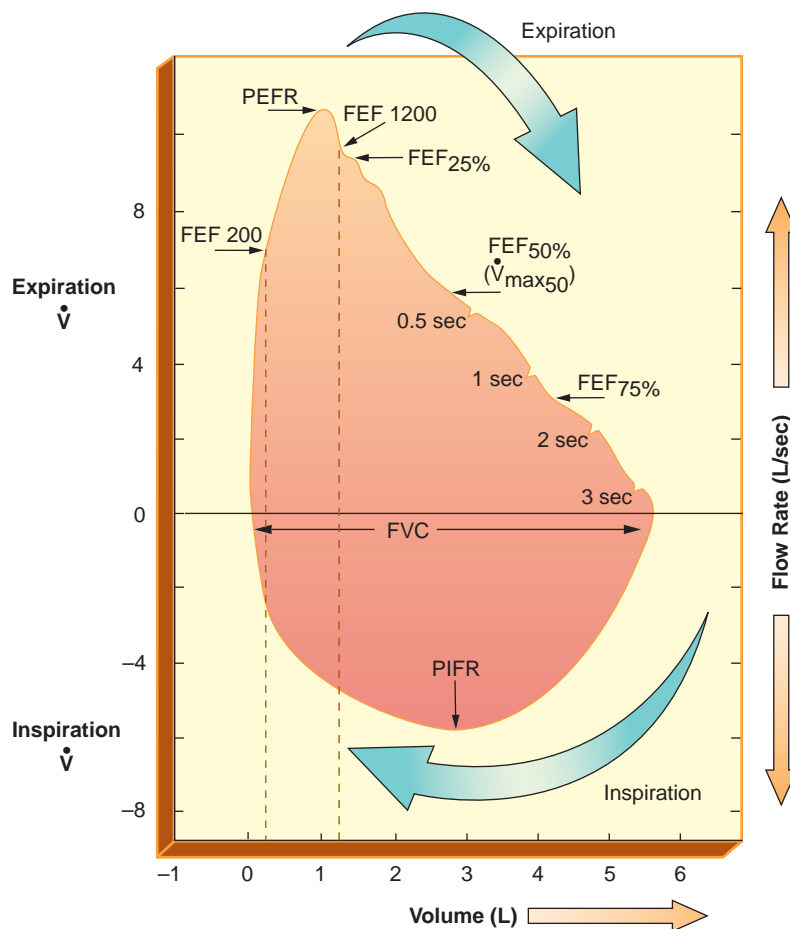 Expiration
PEFR
FEF 1200
FEF25%
8
FEF 200
FEF50%
(V̇max50)
Expiration
V̇
0.5 sec
4
1 sec
FEF75%
2 sec
3 sec
0
FVC
Flow Rate (L/sec)
–4
PIFR
Inspiration
V̇
Inspiration
–8
–1 0 1 2 3 4 5 6
Volume (L)